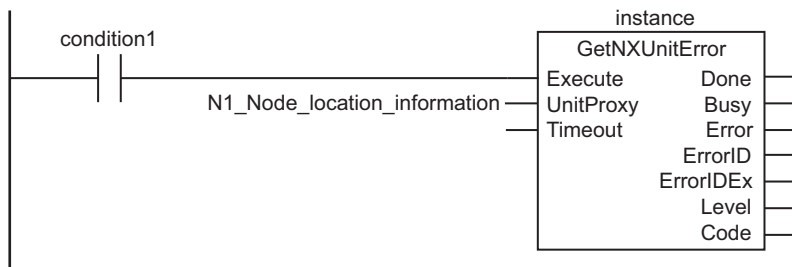 instance
condition1
GetNXUnitError
Execute Done
N1_Node_location_information UnitProxy Busy
Timeout Error
ErrorID
ErrorIDEx
Level
Code